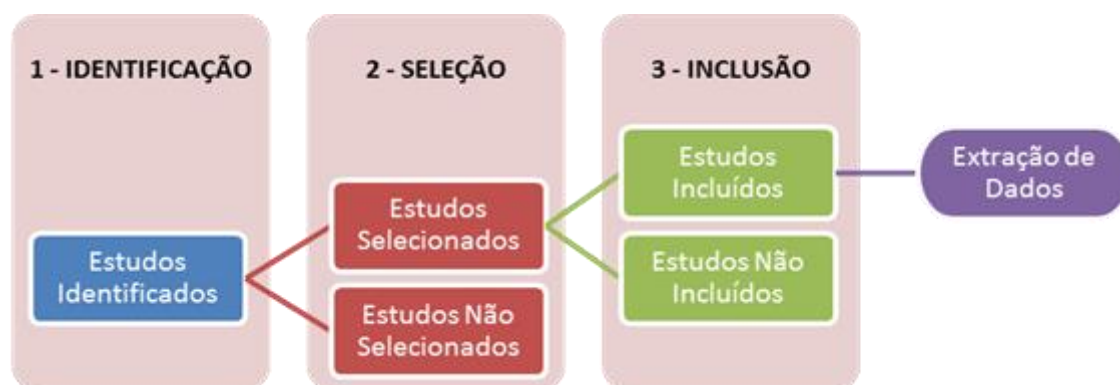 1 - IDENTIFICAÇÃO
Estudos
Identificados
2 - SELEÇÃO
Estudos
Selecionados
Estudos Não
Selecionados
3 - INCLUSÃO
Estudos
Incluídos
Estudos Não
Incluídos
Extração de
Dados